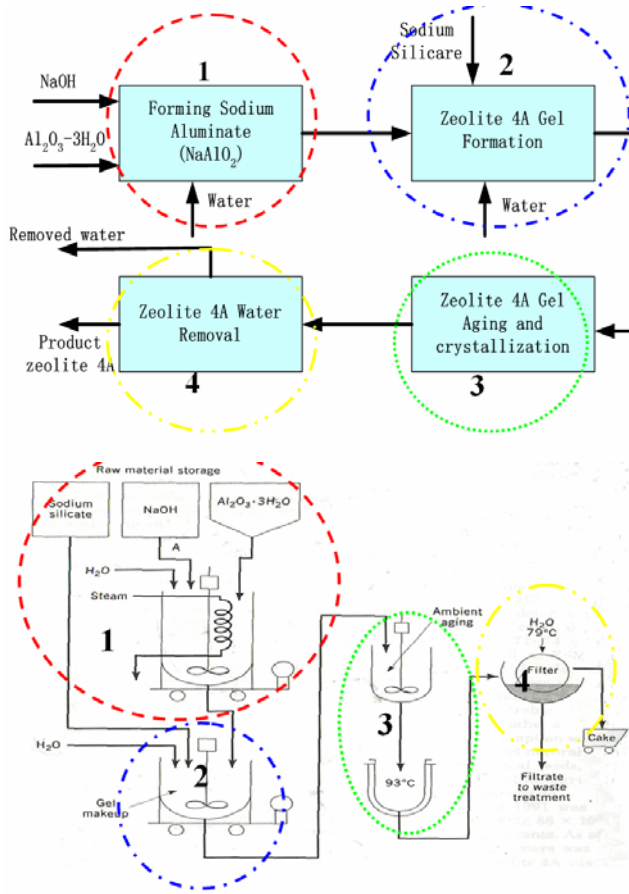 Sodium
Silicare
1
2
NaOH
Forming Sodium
Aluminate
(NaAlO2)
Zeolite 4A Gel
Formation
Al2O3-3H2O
Water
Water
Removed water
Zeolite 4A Water
Removal
Zeolite 4A Gel
Aging and
crystallization
Product
zeolite 4A
4
3
Raw material storage
Sodium
silicate
NaOH
Al2O3·3H2O
A
H2O
Steam
1
Ambient
aging
H2O
79°C
Filter
4
3
Cake
H2O
2
93°C
Gel
makeup
Filtrate
to waste
treatment